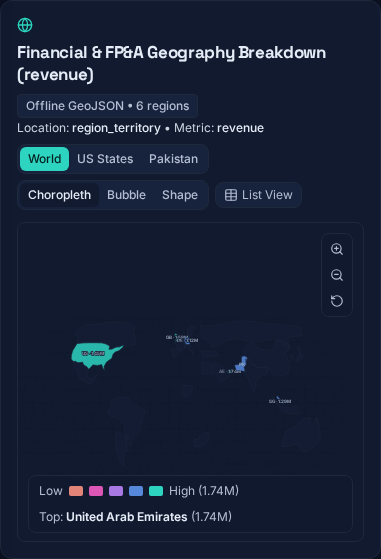 Financial & FP&A Geography Breakdown
(revenue)
Offline GeoJSON • 6 regions
Location: region_territory • Metric: revenue
World US States Pakistan
Choropleth Bubble Shape List View
Low High (1.74M)
Top: United Arab Emirates (1.74M)